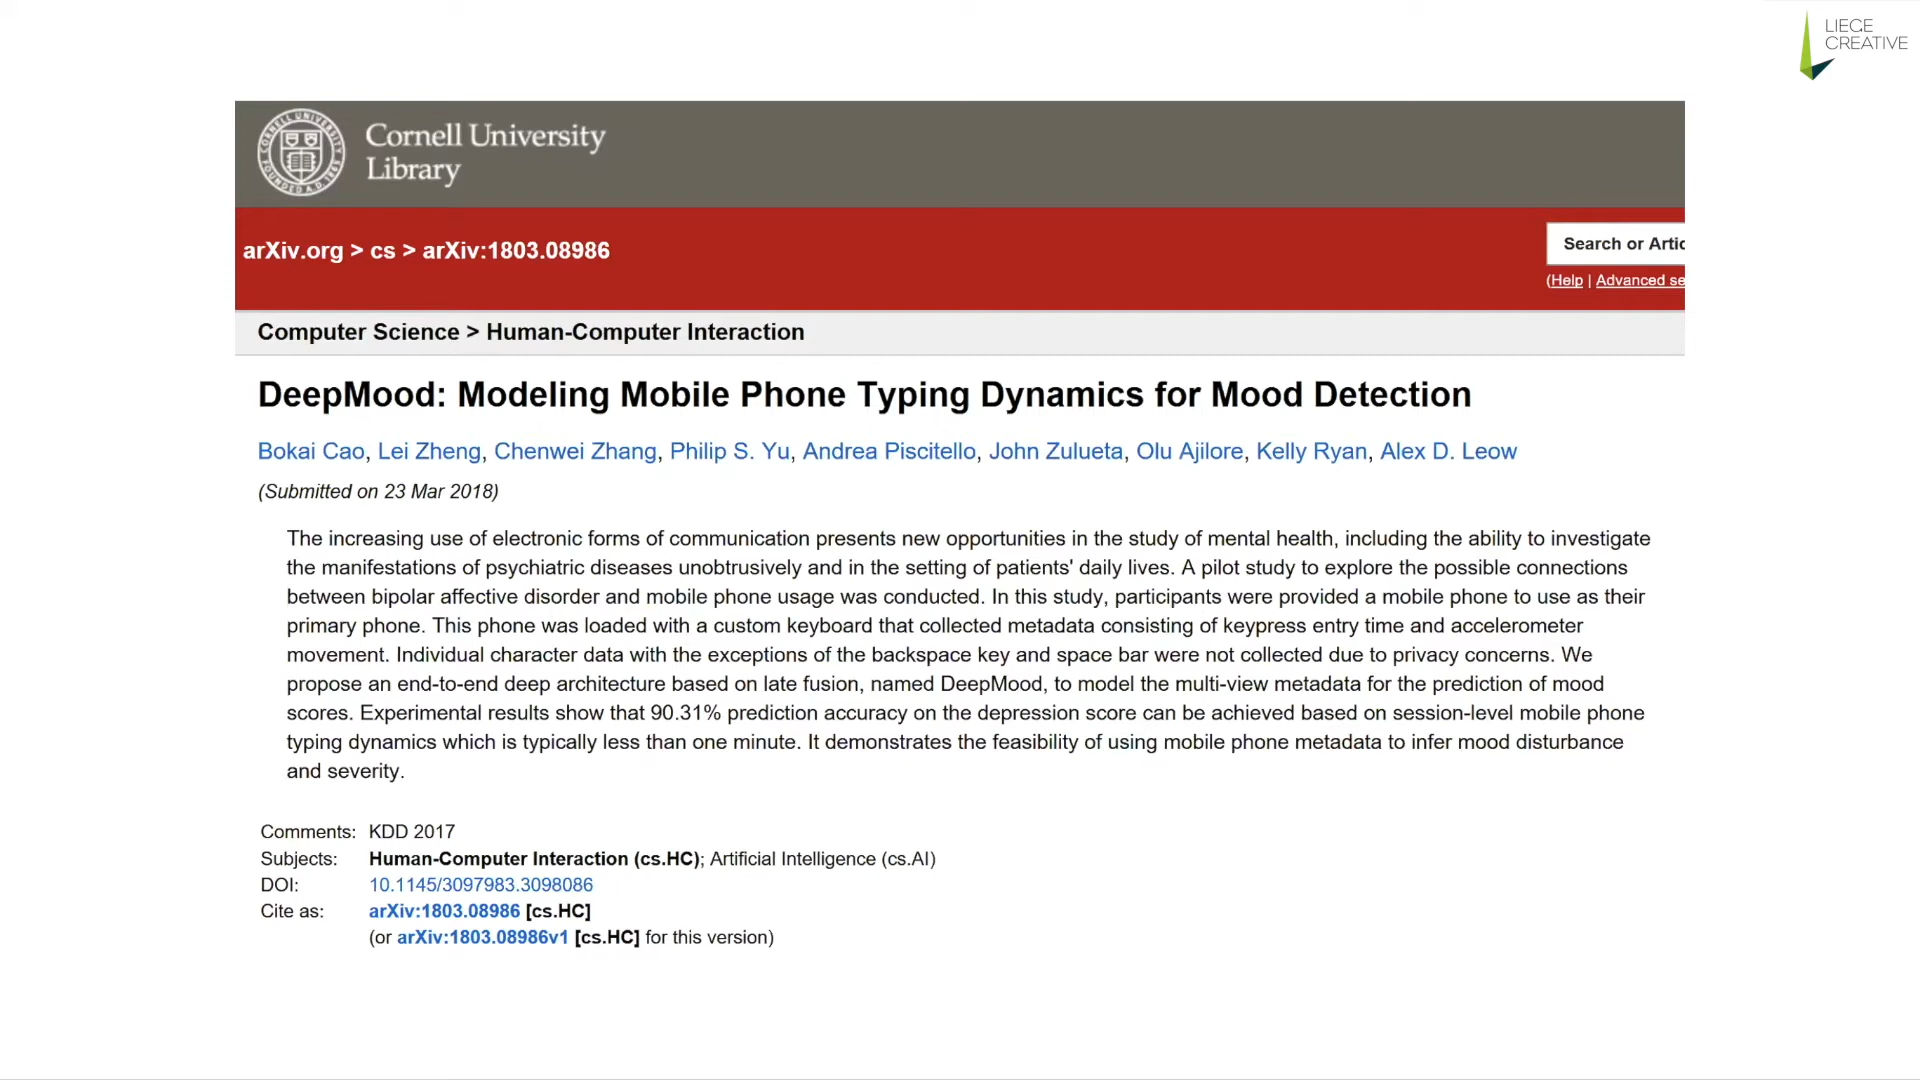 LIEGE
CREATIVE
Cornell University
Library
arXiv.org > cs > arXiv:1803.08986
Search or Artic
(Help | Advanced se
Computer Science > Human-Computer Interaction
DeepMood: Modeling Mobile Phone Typing Dynamics for Mood Detection
Bokai Cao, Lei Zheng, Chenwei Zhang, Philip S. Yu, Andrea Piscitello, John Zulueta, Olu Ajilore, Kelly Ryan, Alex D. Leow
(Submitted on 23 Mar 2018)
The increasing use of electronic forms of communication presents new opportunities in the study of mental health, including the ability to investigate
the manifestations of psychiatric diseases unobtrusively and in the setting of patients' daily lives. A pilot study to explore the possible connections
between bipolar affective disorder and mobile phone usage was conducted. In this study, participants were provided a mobile phone to use as their
primary phone. This phone was loaded with a custom keyboard that collected metadata consisting of keypress entry time and accelerometer
movement. Individual character data with the exceptions of the backspace key and space bar were not collected due to privacy concerns. We
propose an end-to-end deep architecture based on late fusion, named DeepMood, to model the multi-view metadata for the prediction of mood
scores. Experimental results show that 90.31% prediction accuracy on the depression score can be achieved based on session-level mobile phone
typing dynamics which is typically less than one minute. It demonstrates the feasibility of using mobile phone metadata to infer mood disturbance
and severity.
Comments: KDD 2017
Subjects: Human-Computer Interaction (cs.HC); Artificial Intelligence (cs.AI)
DOI: 10.1145/3097983.3098086
Cite as: arXiv:1803.08986 [cs.HC]
(or arXiv:1803.08986v1 [cs.HC] for this version)